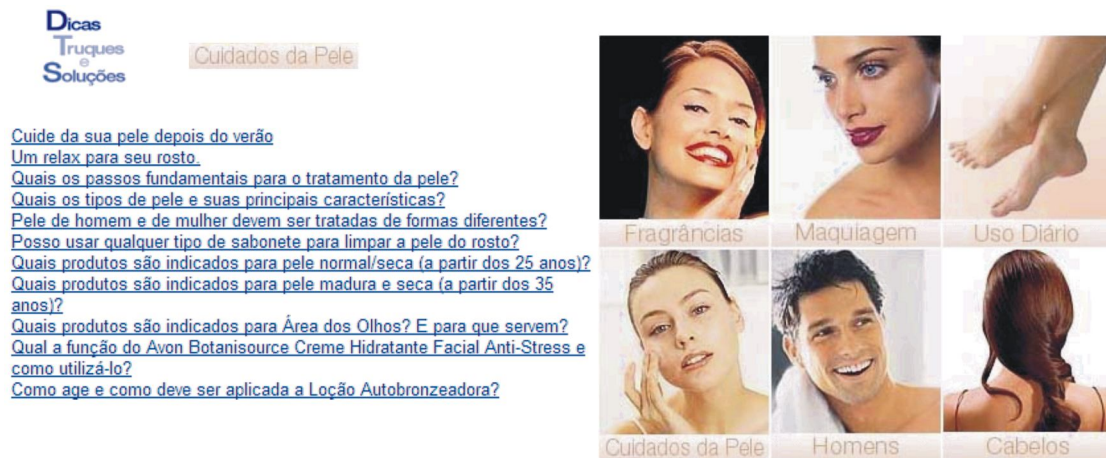 Dicas
Truques
e
Soluções
Cuidados da Pele
Cuide da sua pele depois do verão
Um relax para seu rosto.
Quais os passos fundamentais para o tratamento da pele?
Quais os tipos de pele e suas principais características?
Pele de homem e de mulher devem ser tratadas de formas diferentes?
Posso usar qualquer tipo de sabonete para limpar a pele do rosto?
Quais produtos são indicados para pele normal/seca (a partir dos 25 anos)?
Quais produtos são indicados para pele madura e seca (a partir dos 35
anos)?
Quais produtos são indicados para Área dos Olhos? E para que servem?
Qual a função do Avon Botanisource Creme Hidratante Facial Anti-Stress e
como utilizá-lo?
Como age e como deve ser aplicada a Loção Autobronzeadora?
Fragrâncias
Maquiagem
Uso Diário
Cuidados da Pele
Homens
Cabelos